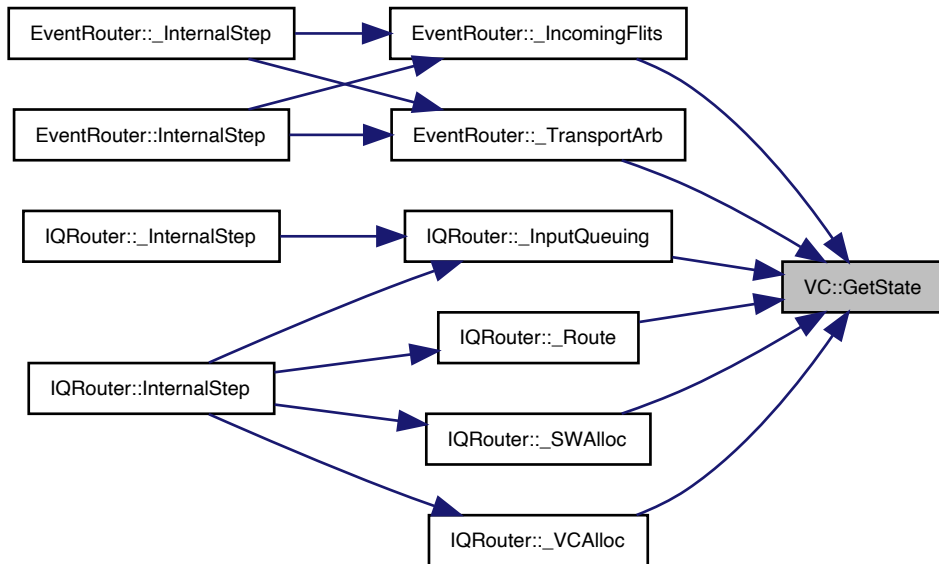 EventRouter::_InternalStep
EventRouter::_IncomingFlits
EventRouter::InternalStep
EventRouter::_TransportArb
IQRouter::_InternalStep
IQRouter::_InputQueuing
VC::GetState
IQRouter::_Route
IQRouter::InternalStep
IQRouter::_SWAlloc
IQRouter::_VCAlloc